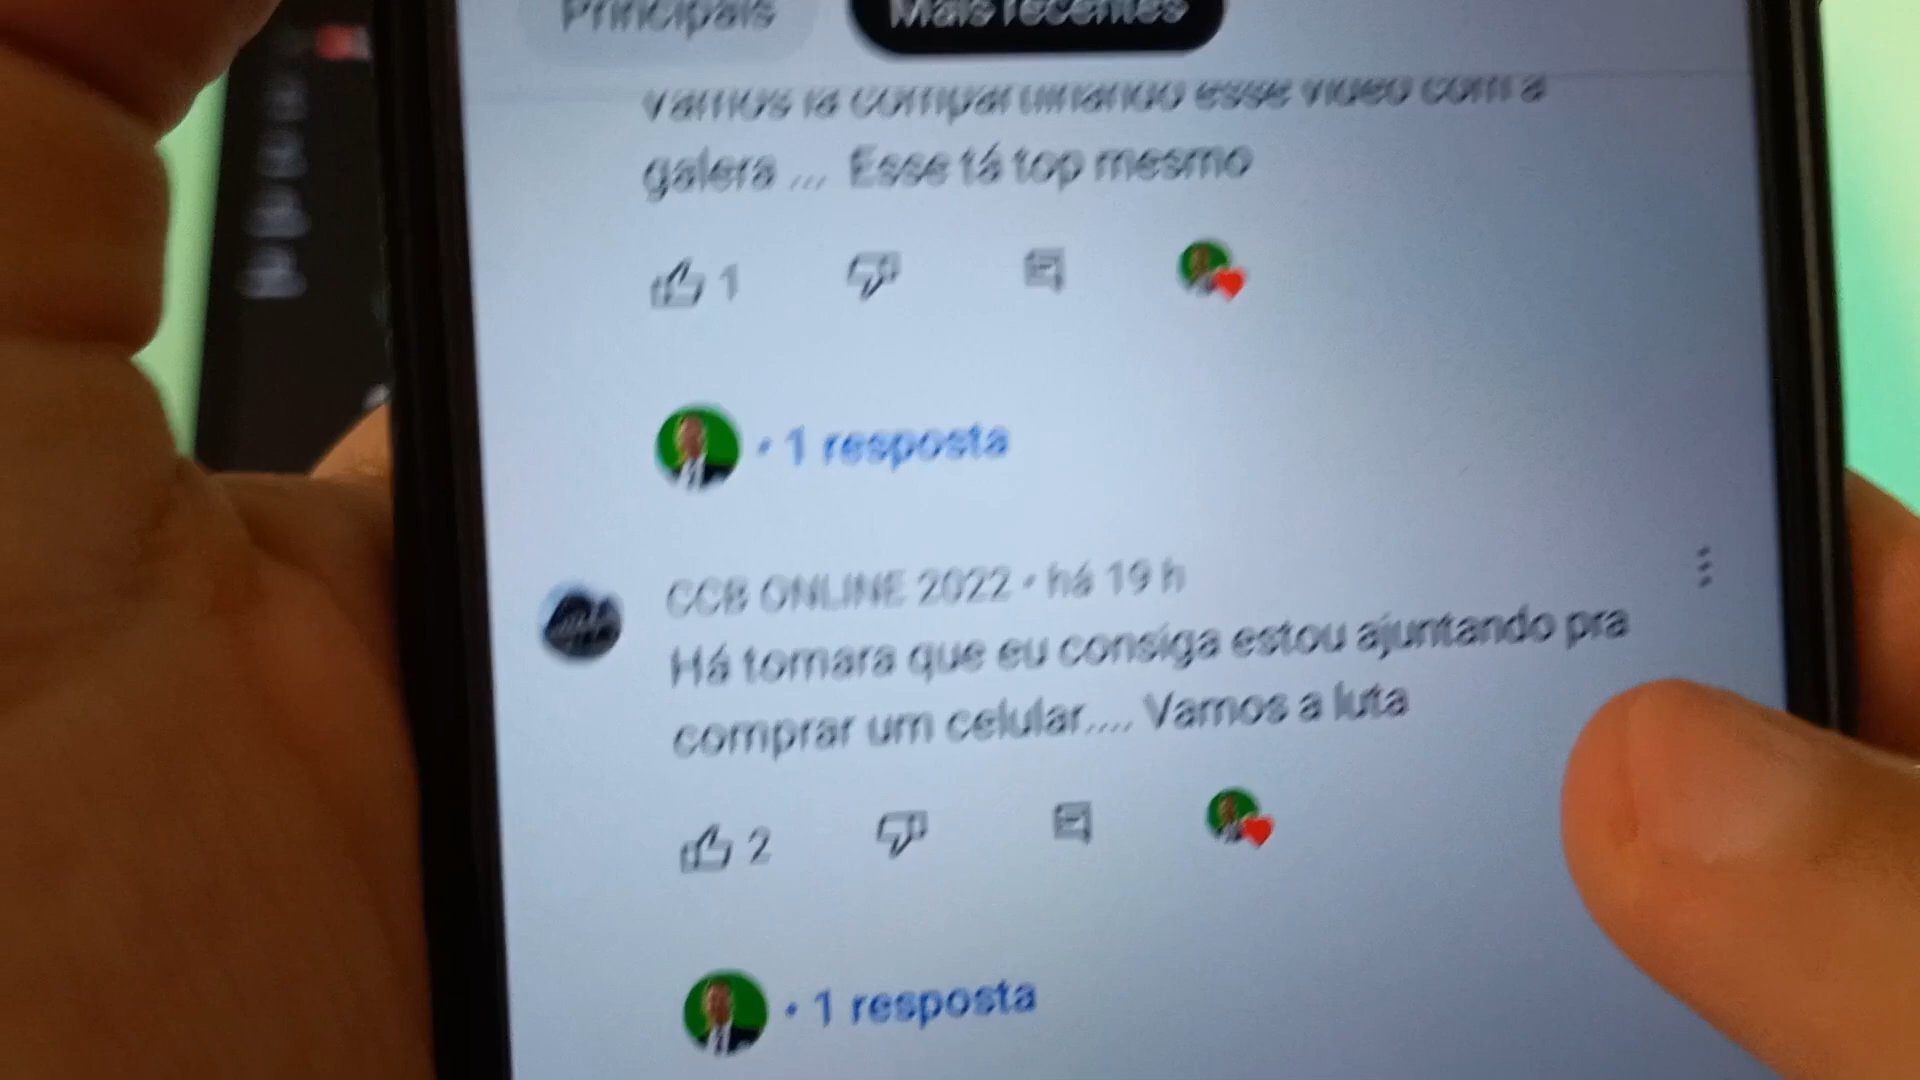 Principais
Mais recentes
Vamos lá compartilhando esse vídeo com a
galera ... Esse tá top mesmo
1
• 1 resposta
CCB ONLINE 2022 • há 19 h
Há tomara que eu consiga estou ajuntando pra
comprar um celular.... Vamos a luta
2
• 1 resposta